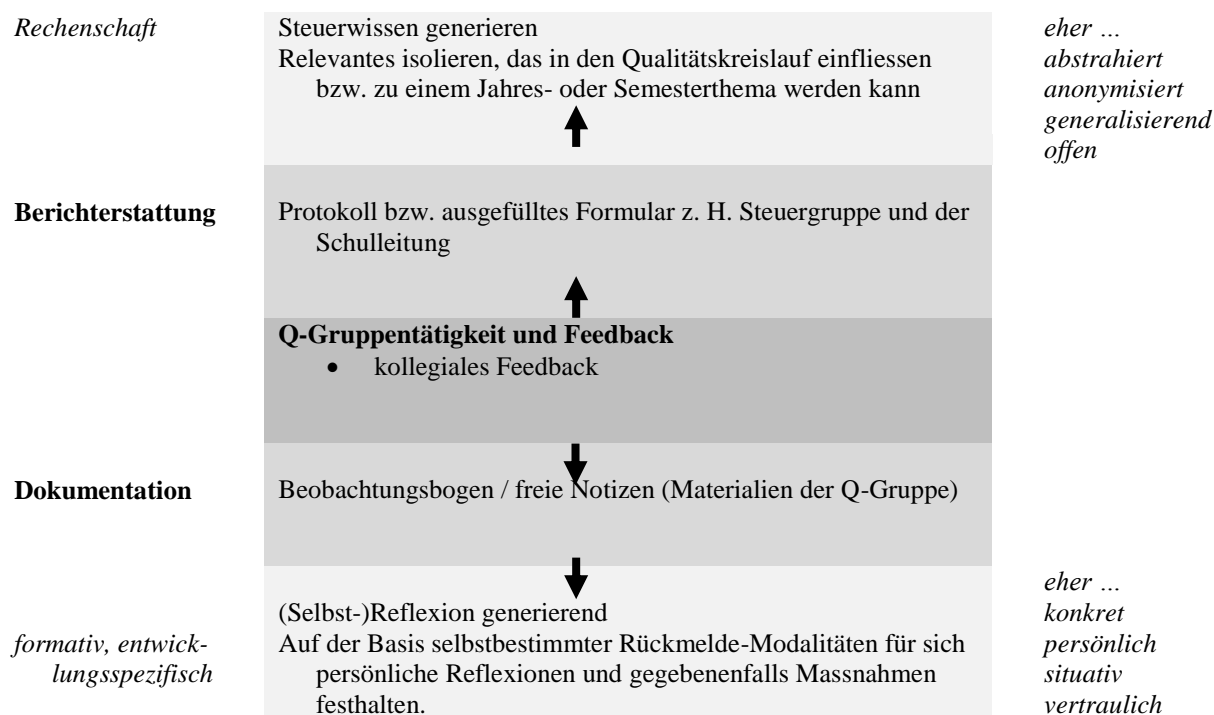 Rechenschaft
Steuerwissen generieren
Relevantes isolieren, das in den Qualitätskreislauf einfliessen
bzw. zu einem Jahres- oder Semesterthema werden kann
eher ...
abstrahiert
anonymisiert
generalisierend
offen
Berichterstattung
Protokoll bzw. ausgefülltes Formular z. H. Steuergruppe und der
Schulleitung
Q-Gruppentätigkeit und Feedback
• kollegiales Feedback
Dokumentation
Beobachtungsbogen / freie Notizen (Materialien der Q-Gruppe)
formativ, entwick-
lungsspezifisch
(Selbst-)Reflexion generierend
Auf der Basis selbstbestimmter Rückmelde-Modalitäten für sich
persönliche Reflexionen und gegebenenfalls Massnahmen
festhalten.
eher ...
konkret
persönlich
situativ
vertraulich